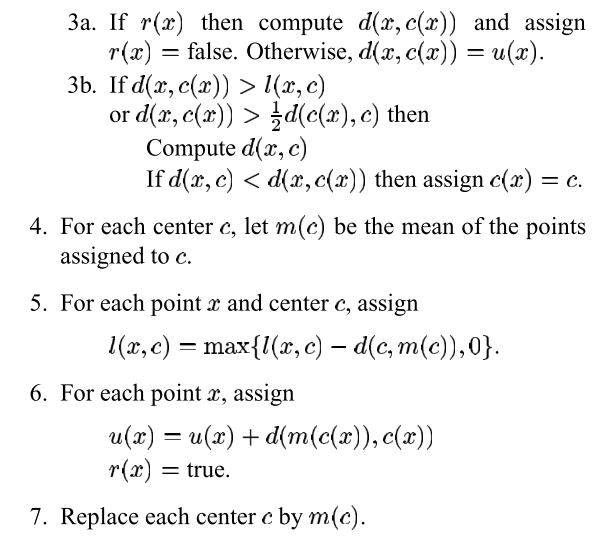 3a. If r(x) then compute d(x, c(x)) and assign
r(x) = false. Otherwise, d(x, c(x)) = u(x).
3b. If d(x, c(x)) > l(x, c)
or d(x, c(x)) > ½d(c(x), c) then
Compute d(x, c)
If d(x, c) < d(x, c(x)) then assign c(x) = c.
4. For each center c, let m(c) be the mean of the points
assigned to c.
5. For each point x and center c, assign
l(x, c) = max{l(x, c) − d(c, m(c)), 0}.
6. For each point x, assign
u(x) = u(x) + d(m(c(x)), c(x))
r(x) = true.
7. Replace each center c by m(c).